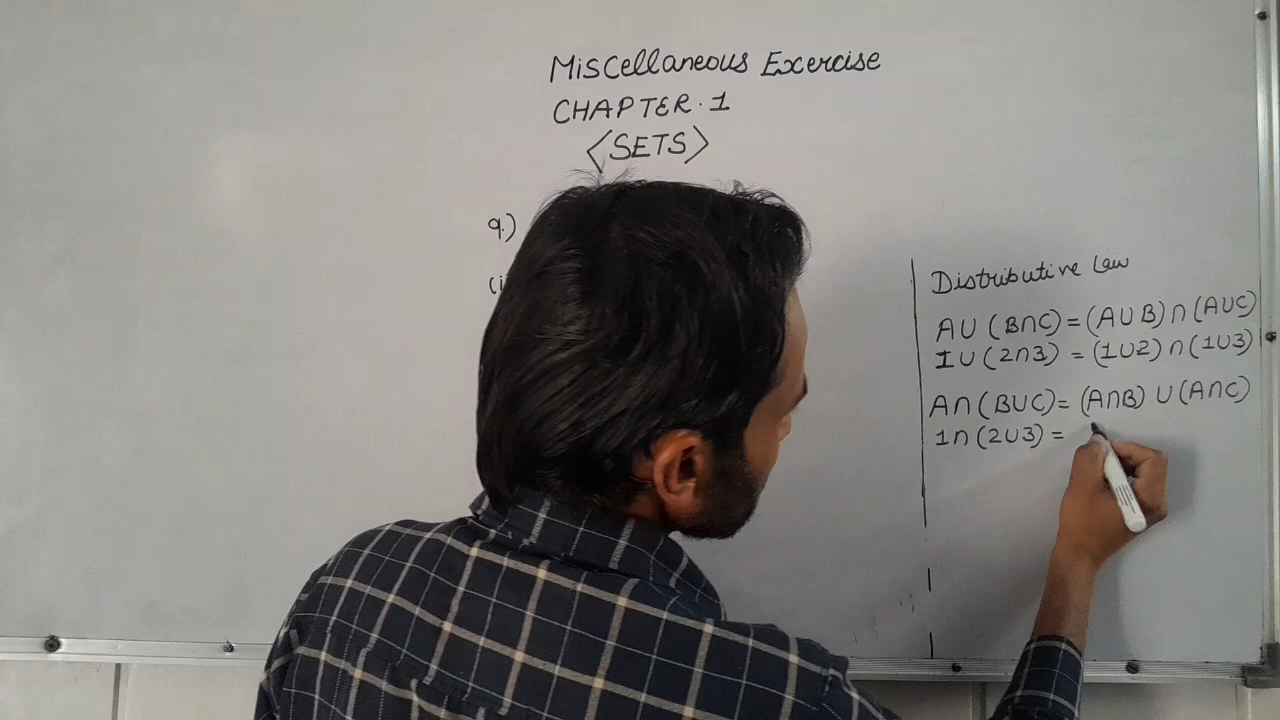 Miscellaneous Exercise
CHAPTER.1
<SETS>
9.)
(i
Distributive Law
A∪(B∩C)=(A∪B)∩(A∪C)
1∪(2∩3) = (1∪2)∩(1∪3)
A∩(B∪C)=(A∩B)∪(A∩C)
1∩(2∪3)=